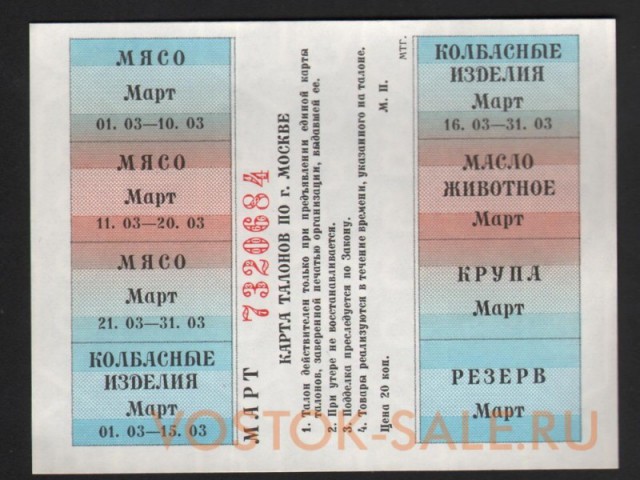 МЯСО
Март
01. 03—10. 03
МЯСО
Март
11. 03—20. 03
МЯСО
Март
21. 03—31. 03
КОЛБАСНЫЕ
ИЗДЕЛИЯ
Март
01. 03—15. 03
МАРТ 7320684
КАРТА ТАЛОНОВ ПО г. МОСКВЕ
1. Талон действителен только при предъявлении единой карты
талонов, заверенной печатью организации, выдавшей ее.
2. При утере не восстанавливается.
3. Подделка преследуется по Закону.
4. Товары реализуются в течение времени, указанного на талоне.
Цена 20 коп. М. П.
МТГ.
КОЛБАСНЫЕ
ИЗДЕЛИЯ
Март
16. 03—31. 03
МАСЛО
ЖИВОТНОЕ
Март
КРУПА
Март
РЕЗЕРВ
Март
VOSTOK-SALE.RU